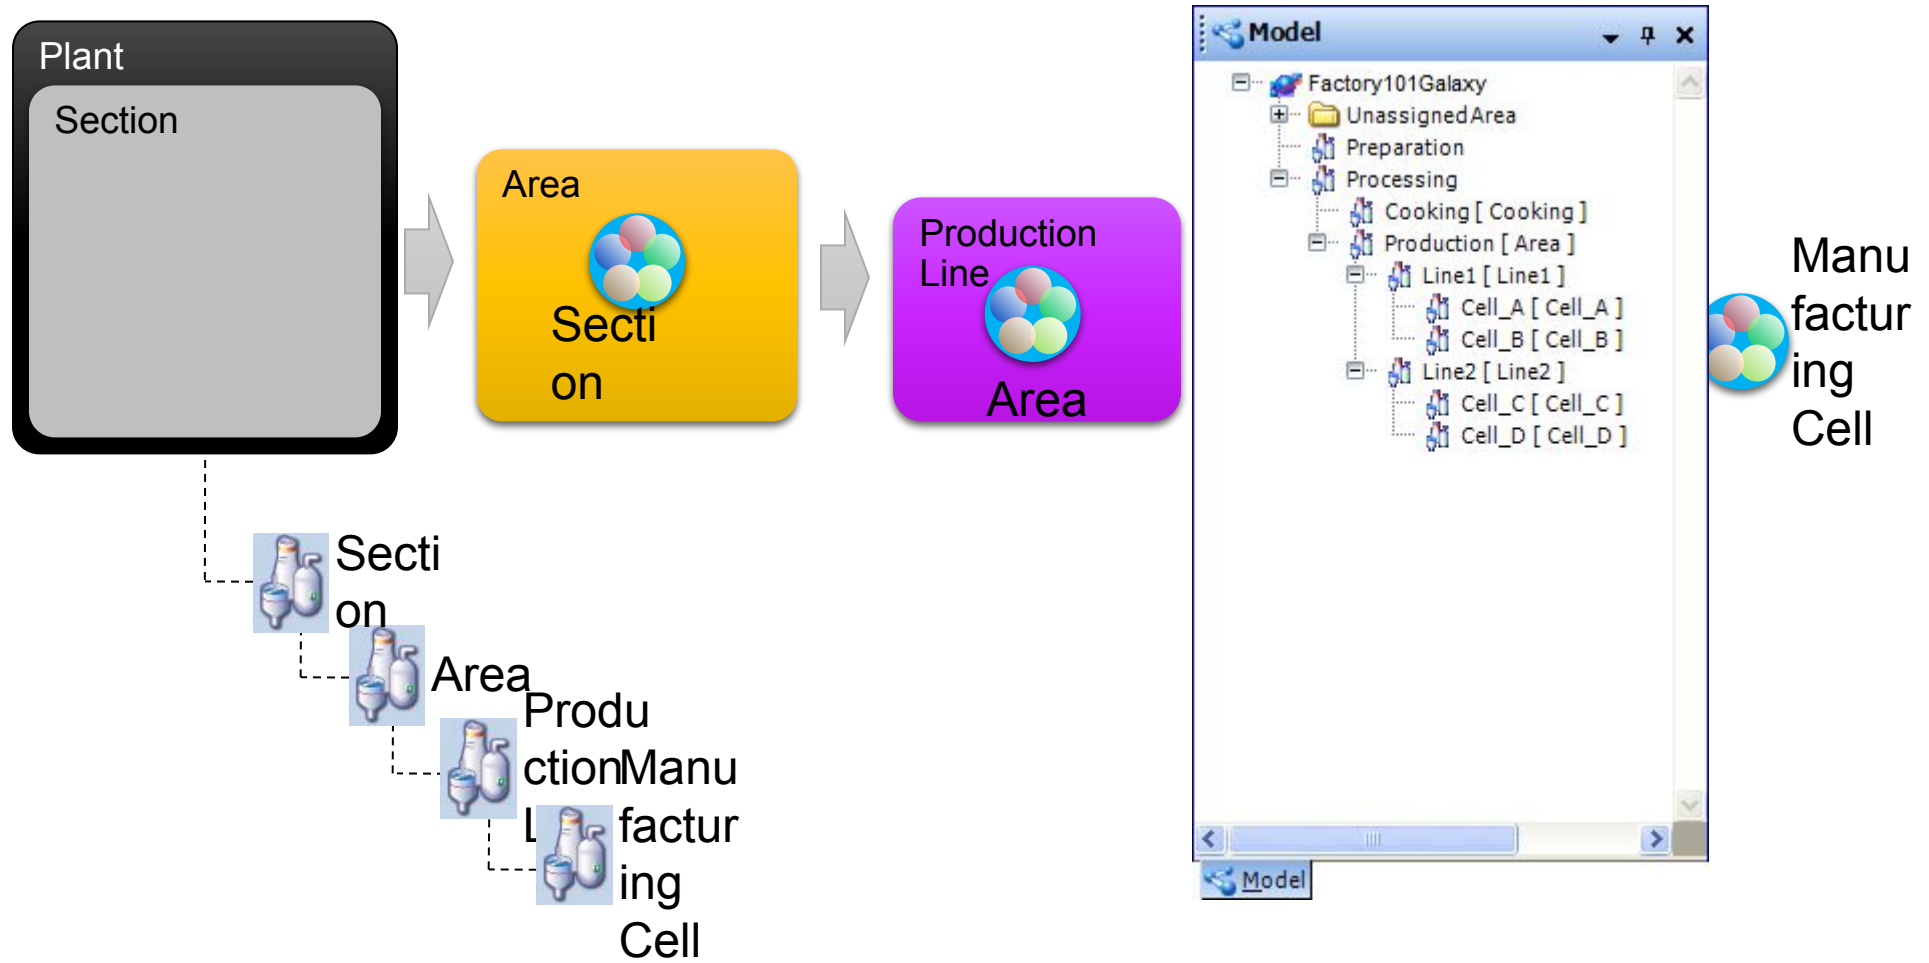 Plant
Section
Area
Secti
on
Production
Line
Area
Model
Factory101Galaxy
UnassignedArea
Preparation
Processing
Cooking [ Cooking ]
Production [ Area ]
Line1 [ Line1 ]
Cell_A [ Cell_A ]
Cell_B [ Cell_B ]
Line2 [ Line2 ]
Cell_C [ Cell_C ]
Cell_D [ Cell_D ]
Model
Manu
factur
ing
Cell
Secti
on
Area
Produ
ction
L
Manu
factur
ing
Cell